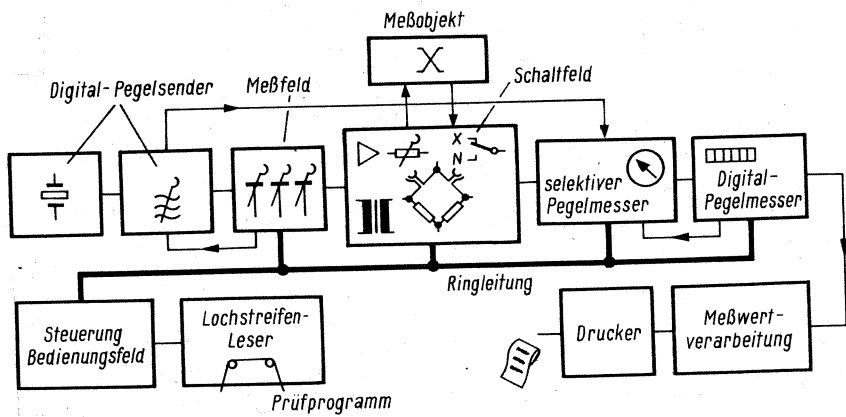 Meßobjekt
Digital-Pegelsender
Meßfeld
Schaltfeld
X
N
selektiver
Pegelmesser
Digital-
Pegelmesser
Ringleitung
Steuerung
Bedienungsfeld
Lochstreifen-
Leser
Prüfprogramm
Drucker
Meßwert-
verarbeitung